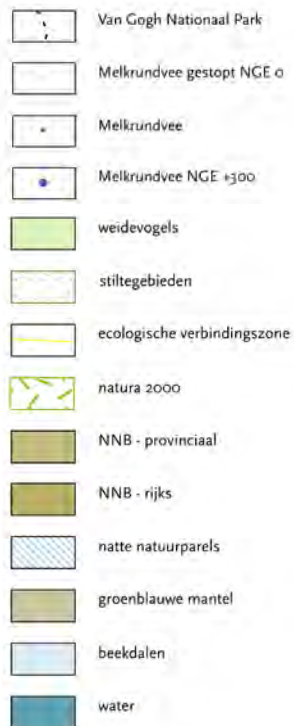 Van Gogh Nationaal Park
Melkrundvee gestopt NGE 0
Melkrundvee
Melkrundvee NGE +300
weidevogels
stiltegebieden
ecologische verbindingszone
natura 2000
NNB - provinciaal
NNB - rijks
natte natuurparels
groenblauwe mantel
beekdalen
water